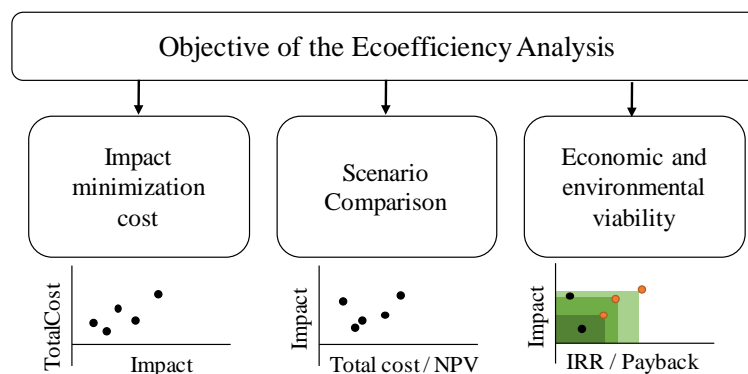 Objective of the Ecoefficiency Analysis
Impact
minimization
cost
Scenario
Comparison
Economic and
environmental
viability
TotalCost
Impact
Impact
Total cost / NPV
Impact
IRR / Payback